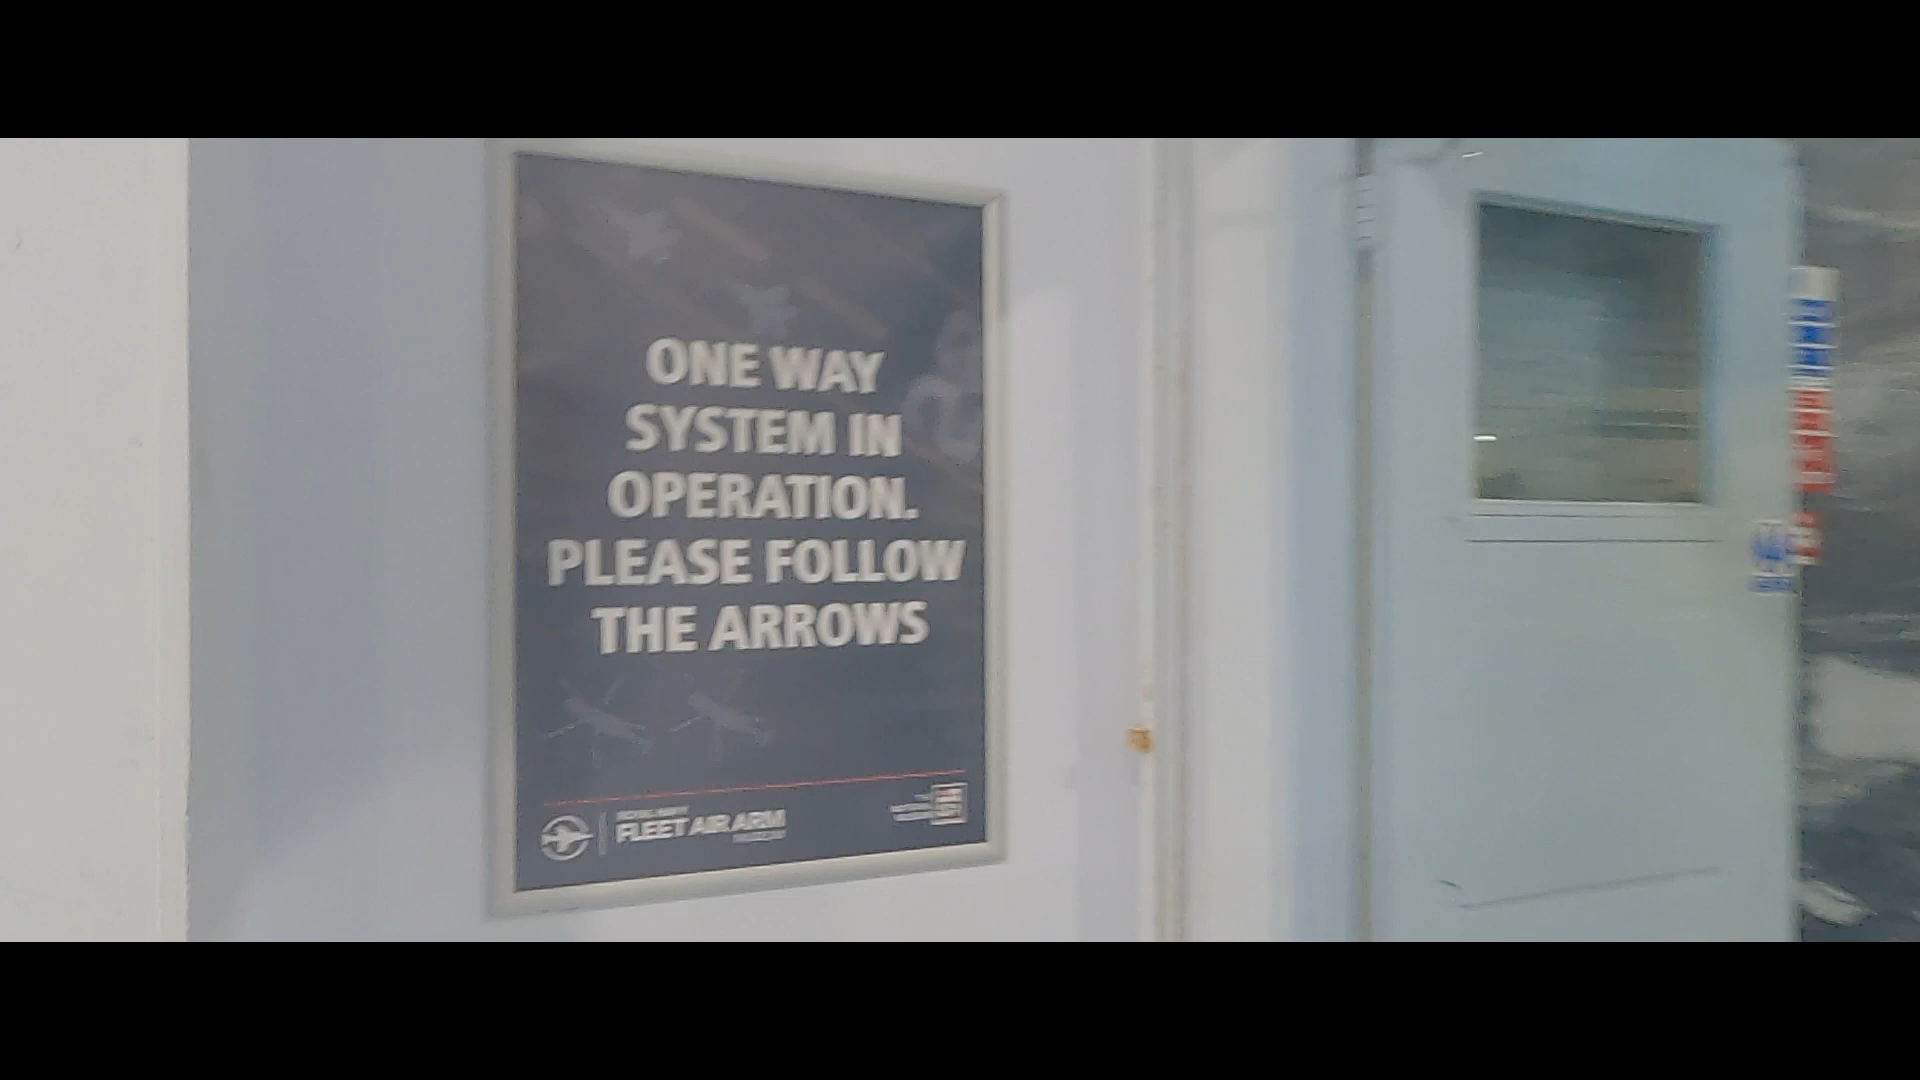 ONE WAY
SYSTEM IN
OPERATION.
PLEASE FOLLOW
THE ARROWS
FLEET AIR ARM